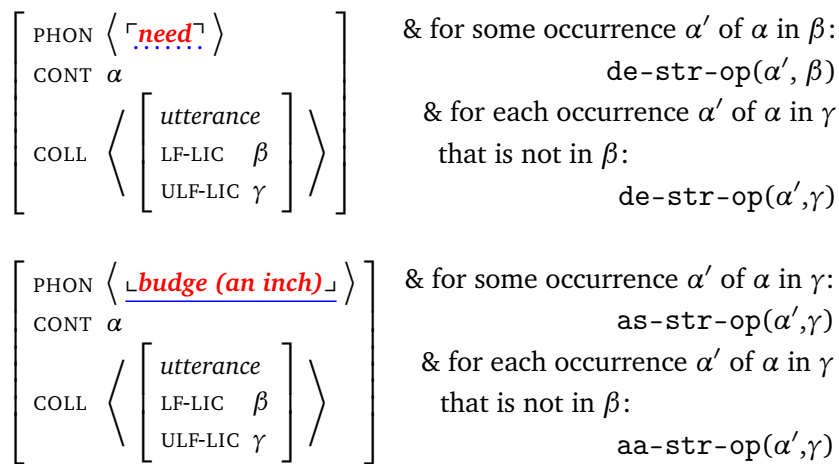 PHON ⟨ ⌜need⌝ ⟩
CONT α
COLL ⟨ [ utterance
LF-LIC β
ULF-LIC γ ] ⟩
& for some occurrence α′ of α in β:
de-str-op(α′, β)
& for each occurrence α′ of α in γ
that is not in β:
de-str-op(α′,γ)
PHON ⟨ ⌞budge (an inch)⌟ ⟩
CONT α
COLL ⟨ [ utterance
LF-LIC β
ULF-LIC γ ] ⟩
& for some occurrence α′ of α in γ:
as-str-op(α′,γ)
& for each occurrence α′ of α in γ
that is not in β:
aa-str-op(α′,γ)